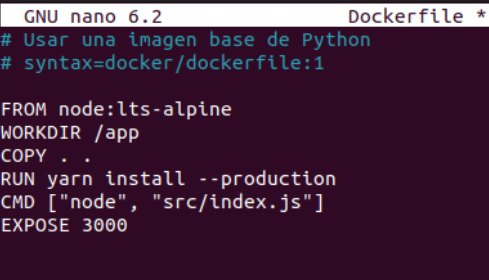 GNU nano 6.2 Dockerfile *
# Usar una imagen base de Python
# syntax=docker/dockerfile:1
FROM node:lts-alpine
WORKDIR /app
COPY . .
RUN yarn install --production
CMD ["node", "src/index.js"]
EXPOSE 3000